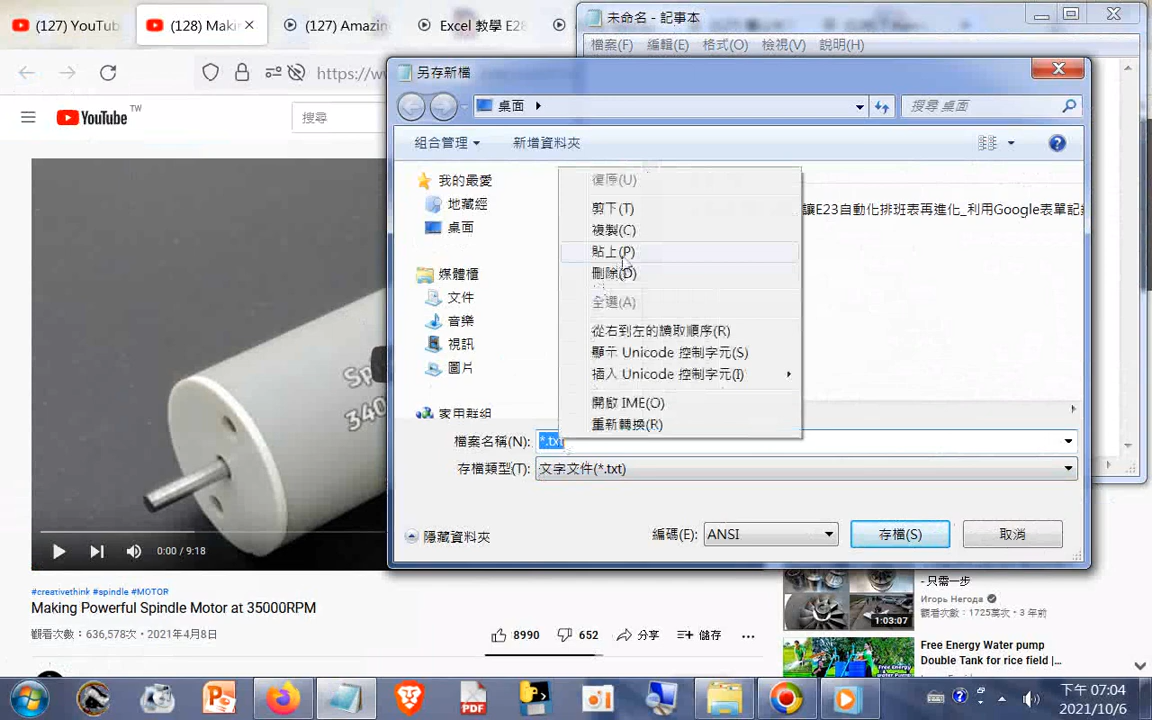 (127) YouTub
(128) Maki
(127) Amazin
Excel 教學 E28
未命名 - 記事本
檔案(F) 編輯(E) 格式(O) 檢視(V) 說明(H)
https://w
YouTube TW
搜尋
另存新檔
桌面
搜尋 桌面
組合管理
新增資料夾
我的最愛
地藏經
桌面
媒體櫃
文件
音樂
視訊
圖片
家用群組
讓E23自動化排班表再進化_利用Google表單記
復原(U)
剪下(T)
複製(C)
貼上(P)
刪除(D)
全選(A)
從右到左的讀取順序(R)
顯示 Unicode 控制字元(S)
插入 Unicode 控制字元(I)
開啟 IME(O)
重新轉換(R)
檔案名稱(N): *.txt
存檔類型(T): 文字文件(*.txt)
隱藏資料夾
編碼(E): ANSI
存檔(S)
取消
340
0:00 / 9:18
#creativethink #spindle #MOTOR
Making Powerful Spindle Motor at 35000RPM
觀看次數：636,578次・2021年4月8日
8990
652
分享
儲存
- 只需一步
Игорь Негода
觀看次數：1725萬次・3 年前
1:03:07
Free Energy Water pump
Double Tank for rice field |...
PDF
下午 07:04
2021/10/6